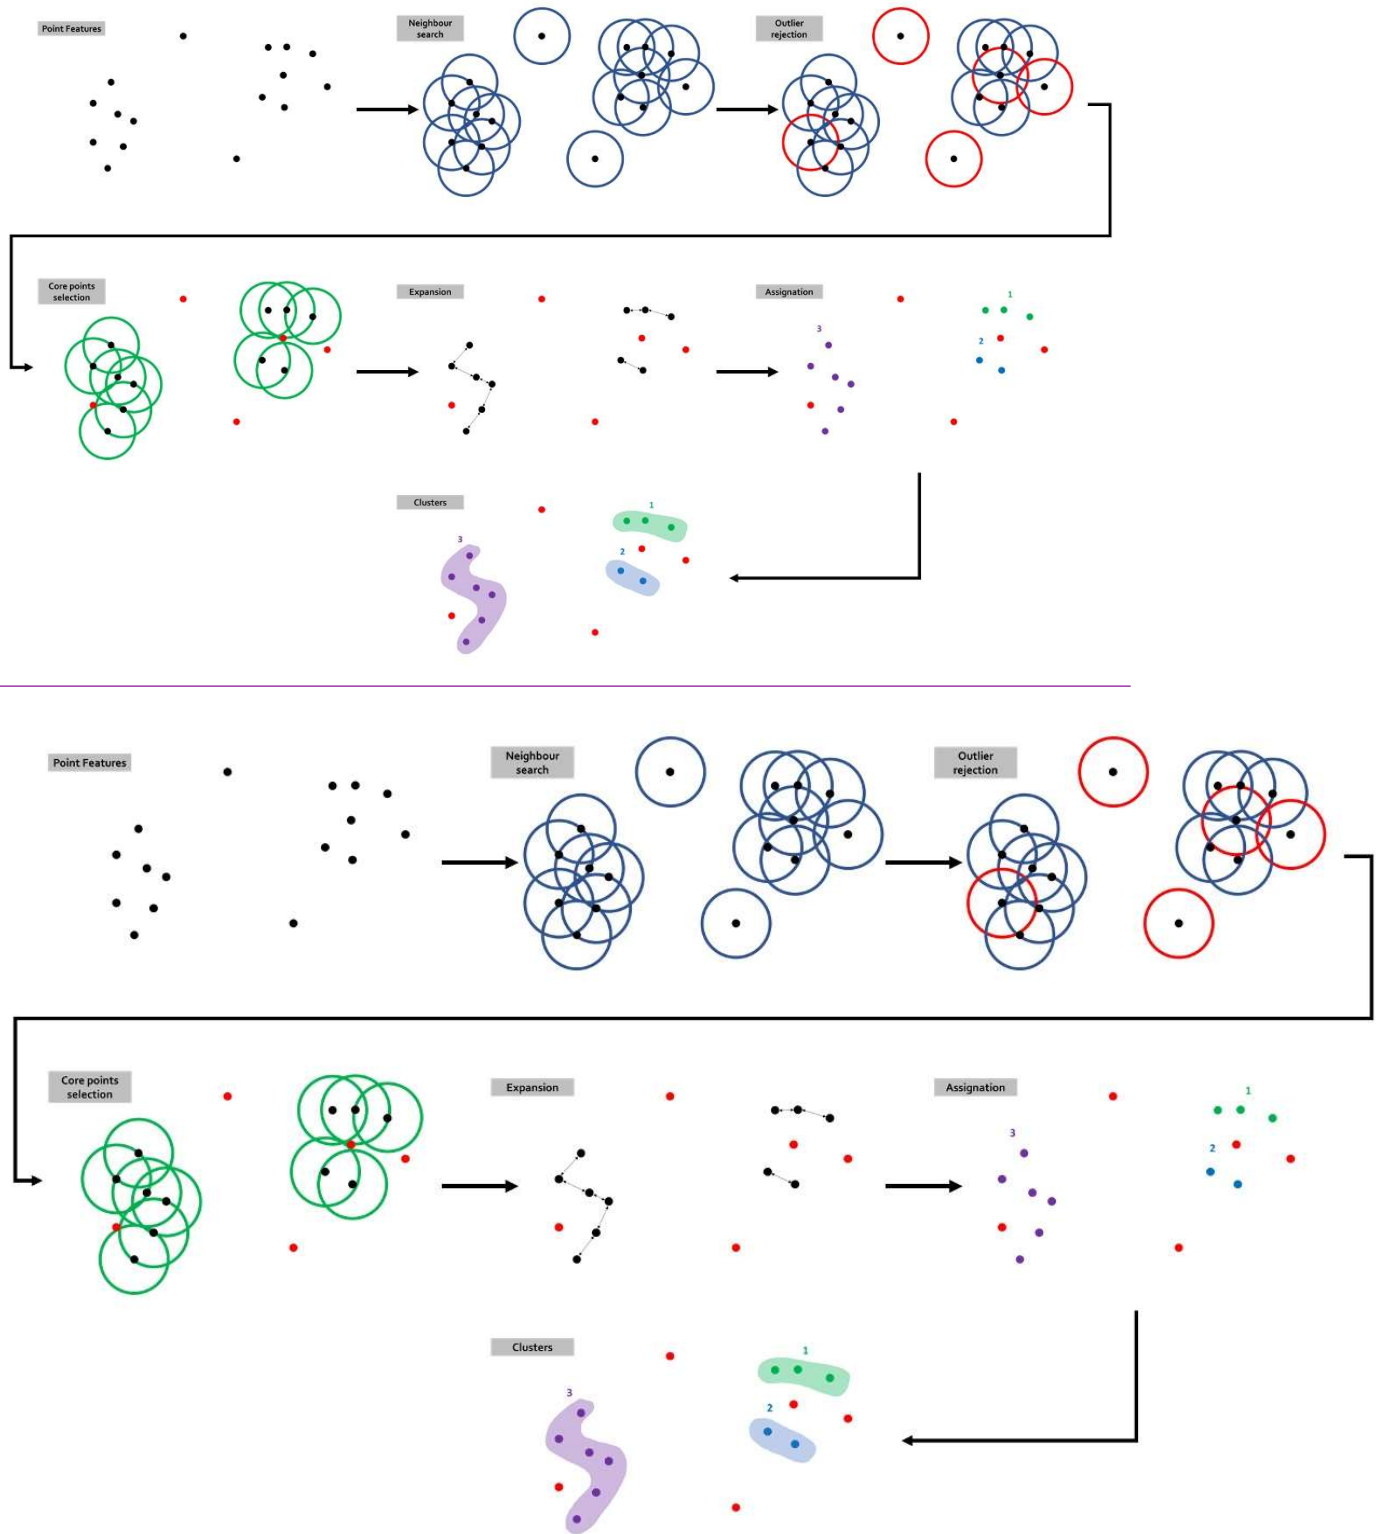 Point Features
Neighbour
search
Outlier
rejection
Core points
selection
Expansion
Assignation
1
3
2
Clusters
1
3
2
Point Features
Neighbour
search
Outlier
rejection
Core points
selection
Expansion
Assignation
1
3
2
Clusters
1
3
2